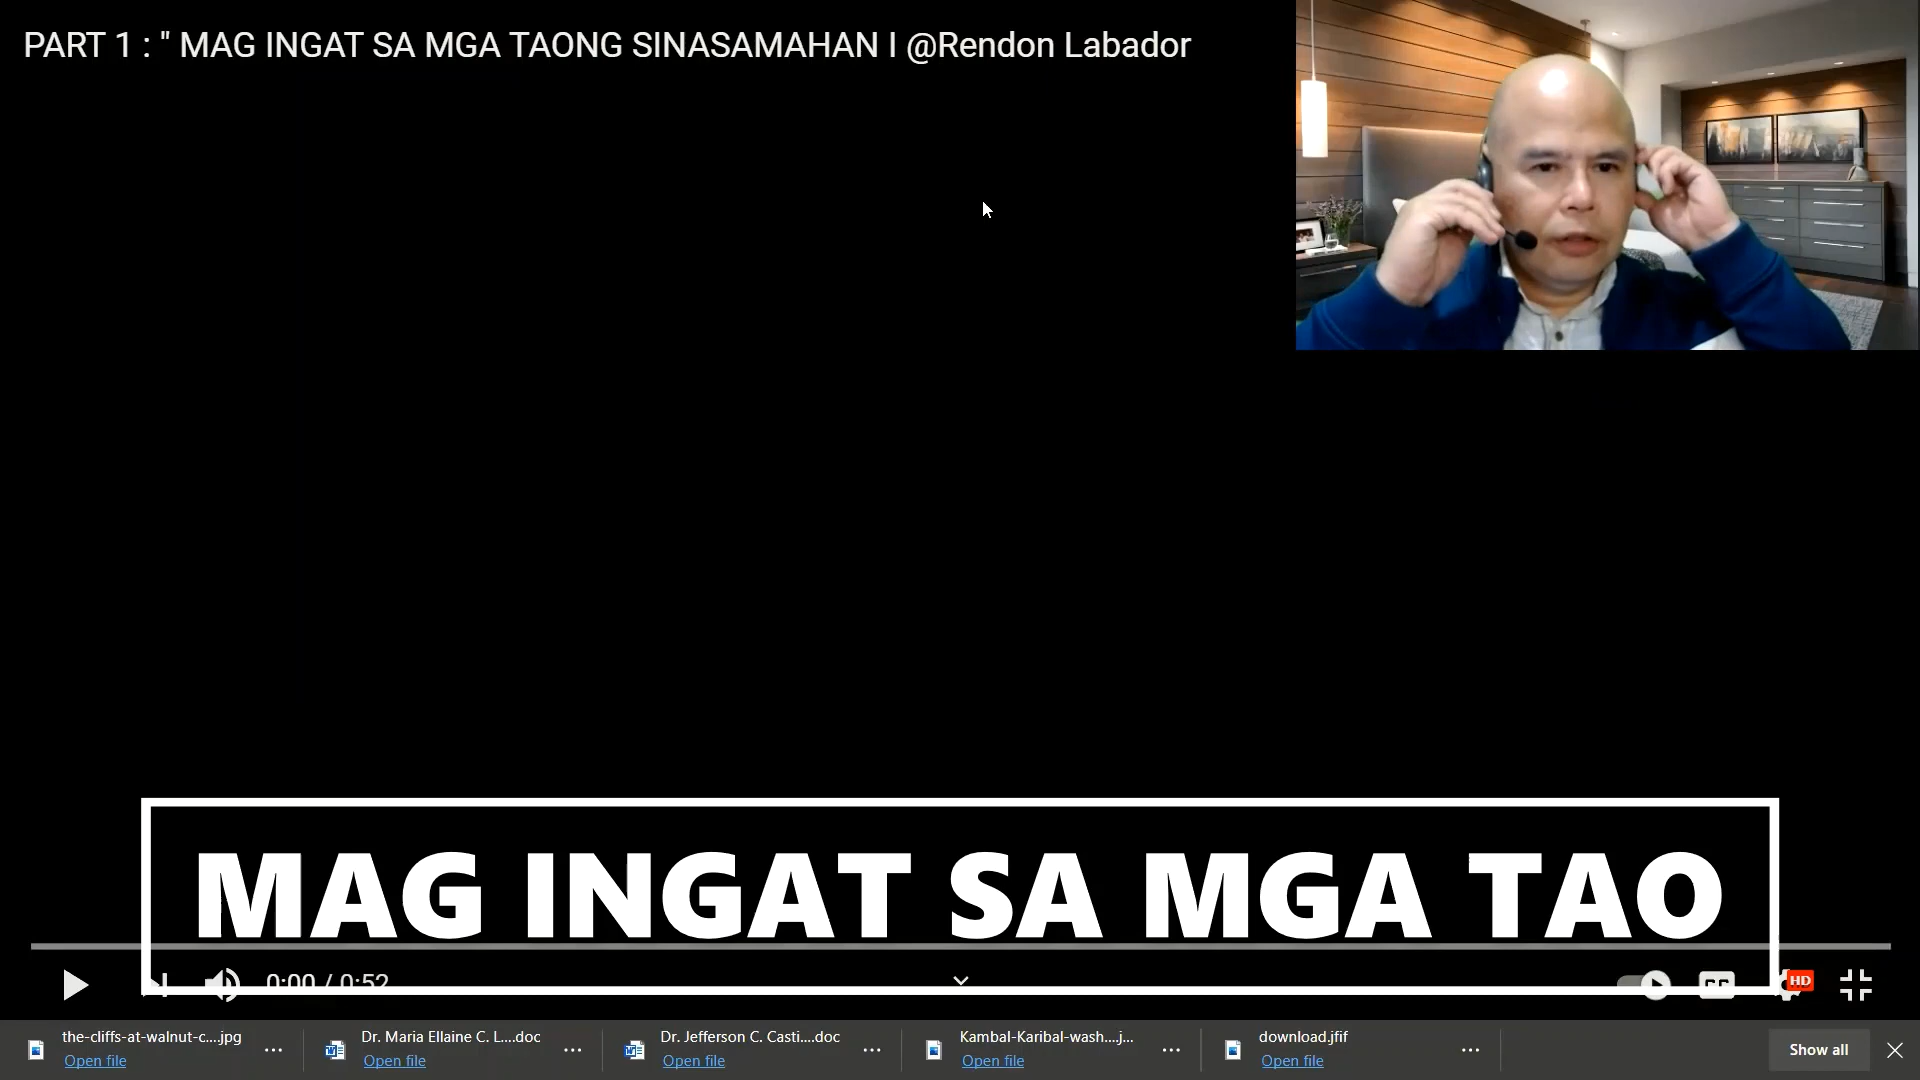 PART 1 : " MAG INGAT SA MGA TAONG SINASAMAHAN I @Rendon Labador
MAG INGAT SA MGA TAO
0:00 / 0:52
CC
HD
the-cliffs-at-walnut-c....jpg
Open file
Dr. Maria Ellaine C. L....doc
Open file
Dr. Jefferson C. Casti....doc
Open file
Kambal-Karibal-wash....j...
Open file
download.jfif
Open file
Show all